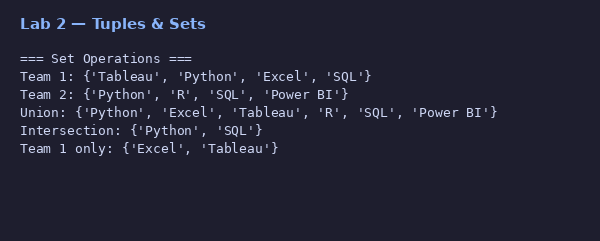 Lab 2 — Tuples & Sets
=== Set Operations ===
Team 1: {'Tableau', 'Python', 'Excel', 'SQL'}
Team 2: {'Python', 'R', 'SQL', 'Power BI'}
Union: {'Python', 'Excel', 'Tableau', 'R', 'SQL', 'Power BI'}
Intersection: {'Python', 'SQL'}
Team 1 only: {'Excel', 'Tableau'}